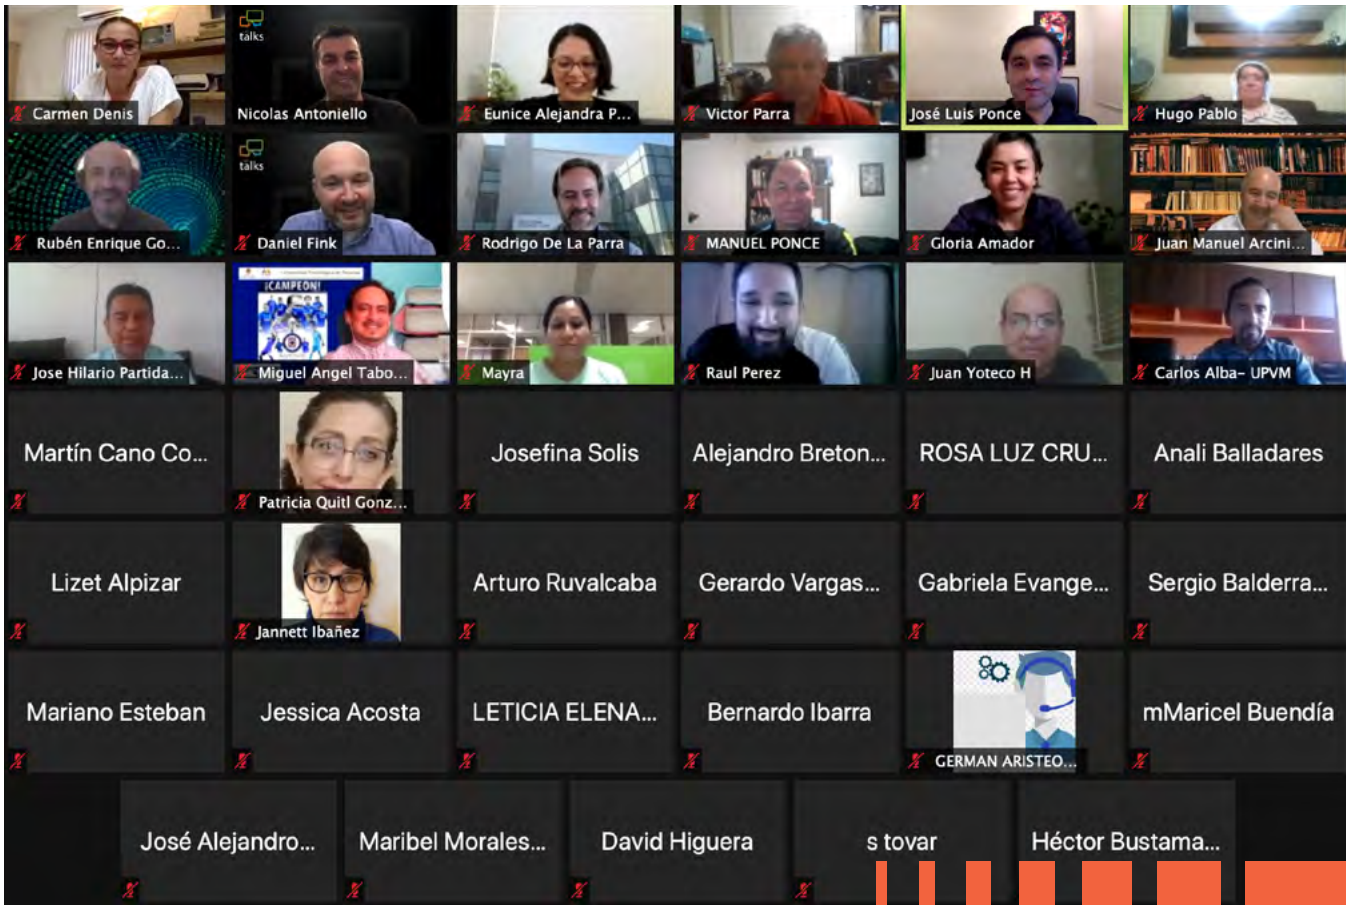 talks
talks
Carmen Denis
Nicolas Antoniello
Eunice Alejandra P...
Victor Parra
José Luis Ponce
Hugo Pablo
Rubén Enrique Go...
Daniel Fink
Rodrigo De La Parra
MANUEL PONCE
Gloria Amador
Juan Manuel Arcini...
¡CAMPEÓN!
Jose Hilario Partida...
Miguel Angel Tabo...
Mayra
Raul Perez
Juan Yoteco H
Carlos Alba- UPVM
Martín Cano Co...
Patricia Quitl Gonz...
Josefina Solis
Alejandro Breton...
ROSA LUZ CRU...
Anali Balladares
Lizet Alpizar
Jannett Ibañez
Arturo Ruvalcaba
Gerardo Vargas...
Gabriela Evange...
Sergio Balderra...
Mariano Esteban
Jessica Acosta
LETICIA ELENA...
Bernardo Ibarra
GERMAN ARISTEO...
mMaricel Buendía
José Alejandro...
Maribel Morales...
David Higuera
s tovar
Héctor Bustama...